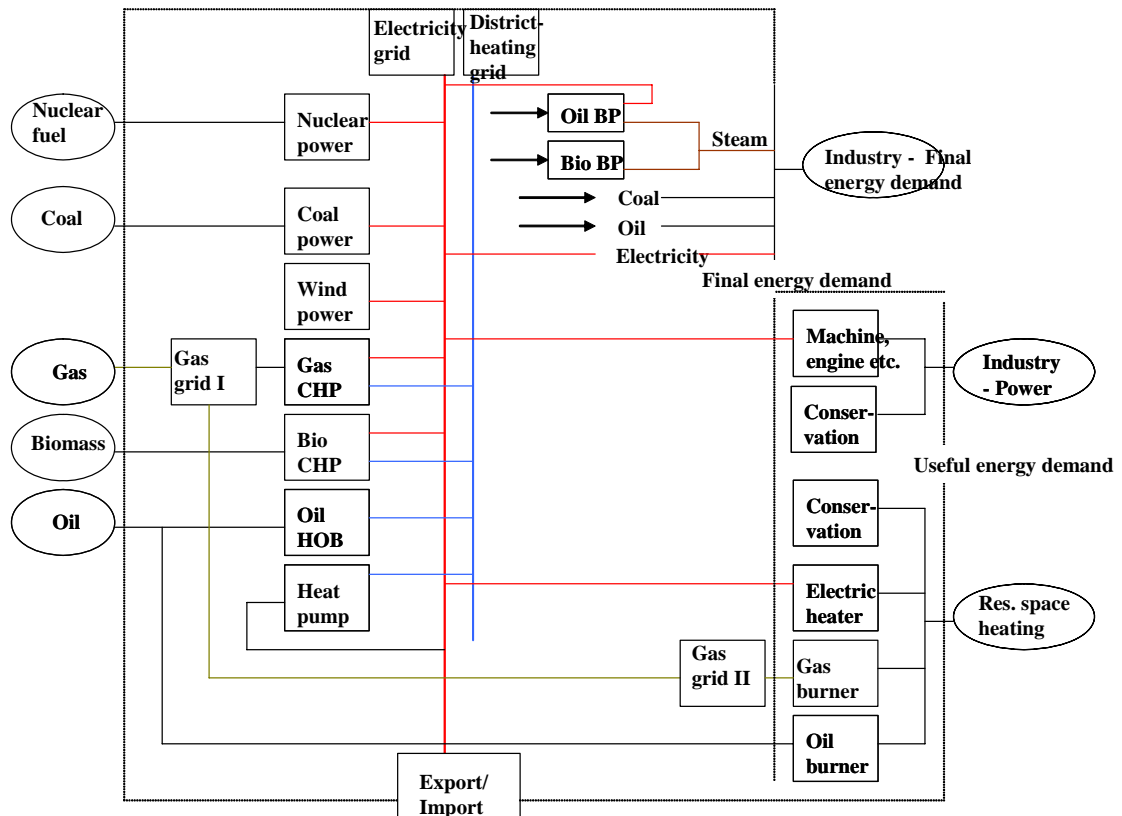 Electricity
grid
District-
heating
grid
Nuclear
fuel
Nuclear
power
Oil BP
Bio BP
Steam
Industry - Final
energy demand
Coal
Coal
power
Coal
Oil
Electricity
Final energy demand
Wind
power
Gas
Gas
grid I
Gas
CHP
Machine,
engine etc.
Industry
- Power
Conser-
vation
Biomass
Bio
CHP
Useful energy demand
Oil
Oil
HOB
Conser-
vation
Heat
pump
Electric
heater
Res. space
heating
Gas
grid II
Gas
burner
Oil
burner
Export/
Import